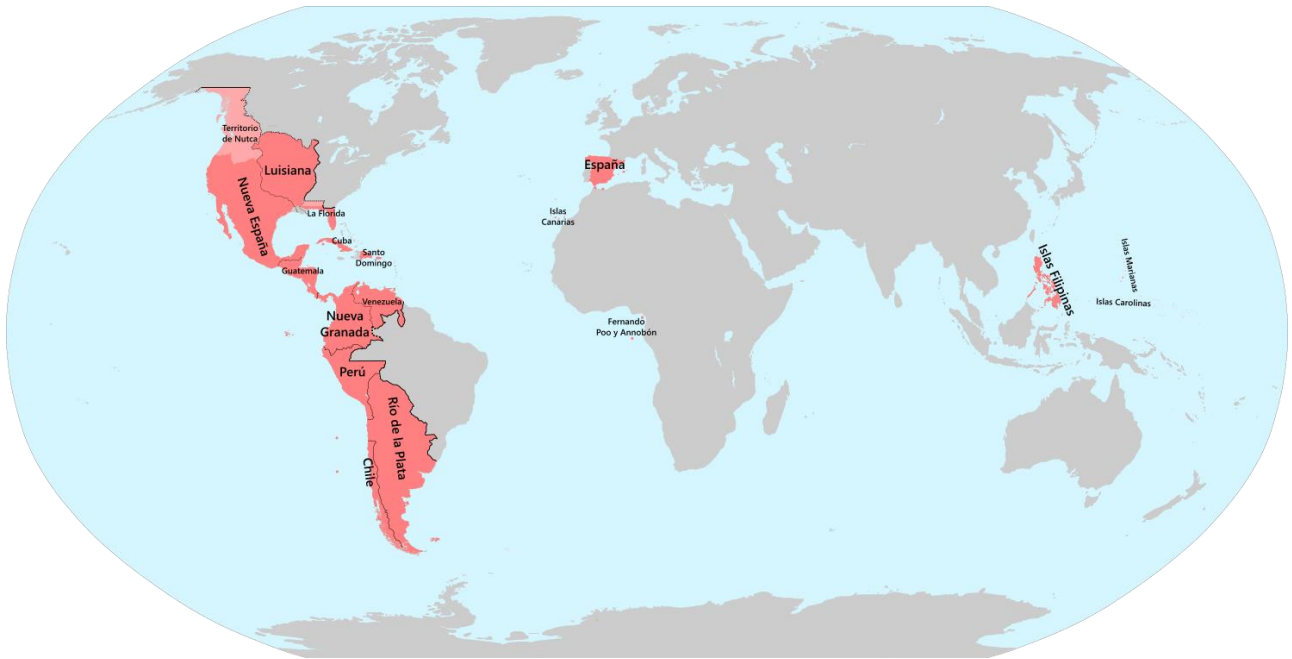 Territorio
de Nutca
Luisiana
España
Nueva España
La Florida
Islas
Canarias
Cuba
Santo
Domingo
Guatemala
Islas Filipinas
Islas Marianas
Islas Carolinas
Venezuela
Nueva
Granada
Fernando
Poo y Annobón
Perú
Río de la Plata
Chile